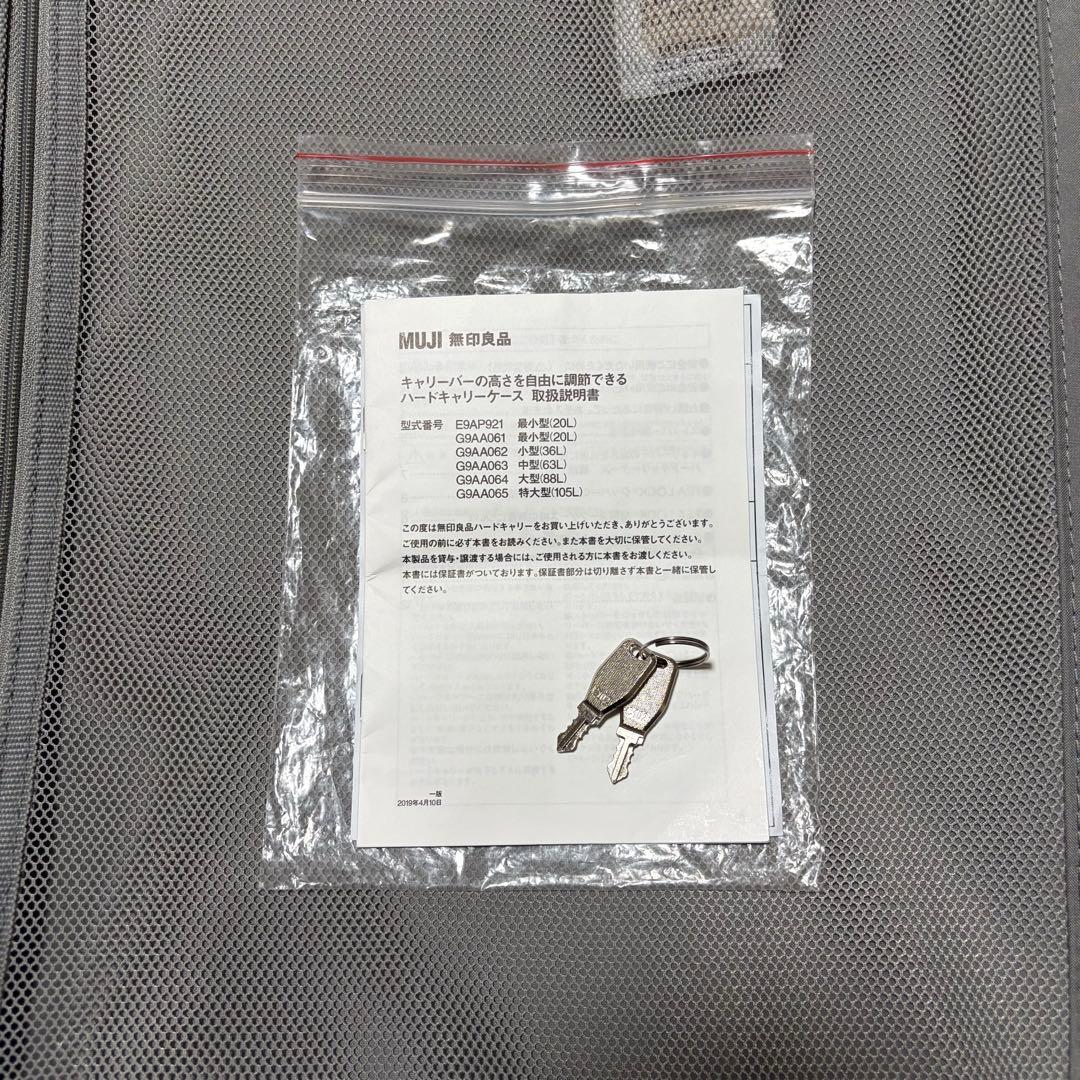 MUJI 無印良品
キャリーバーの高さを自由に調節できる
ハードキャリーケース 取扱説明書
型式番号 E9AP921 最小型(20L)
G9AA061 最小型(20L)
G9AA062 小型(36L)
G9AA063 中型(63L)
G9AA064 大型(88L)
G9AA065 特大型(105L)
この度は無印良品ハードキャリーをお買い上げいただき、ありがとうございます。
ご使用の前に必ず本書をお読みください。また本書を大切に保管してください。
本製品を貸与・譲渡する場合には、ご使用される方に本書をお渡しください。
本書には保証書がついております。保証書部分は切り離さず本書と一緒に保管し
てください。
一版
2019年4月10日